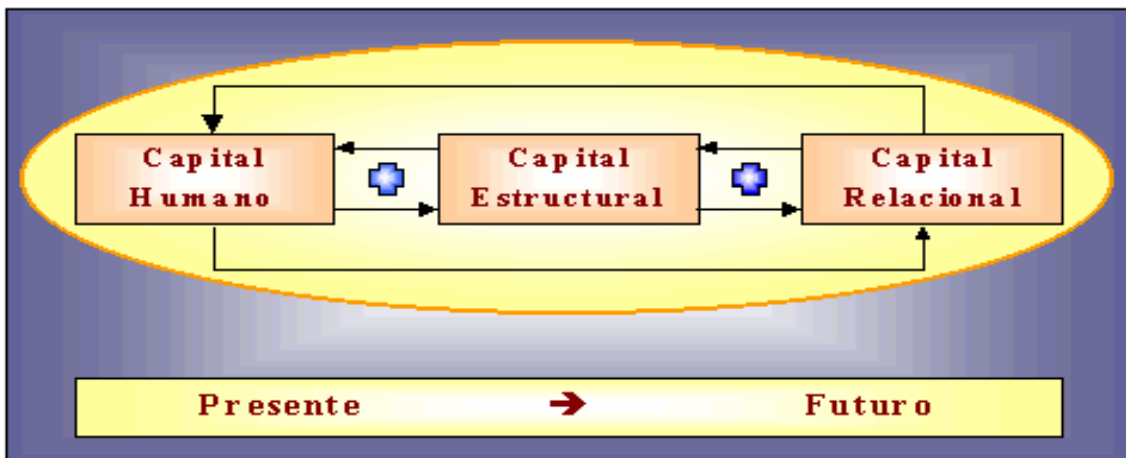 Capital
Humano
Capital
Estructural
Capital
Relacional
Presente ➔ Futuro